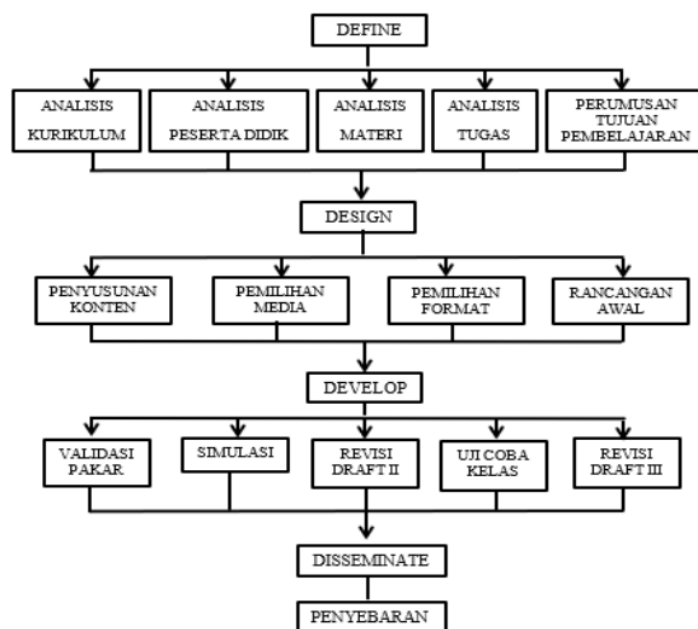 DEFINE
ANALISIS
KURIKULUM
ANALISIS
PESERTA DIDIK
ANALISIS
MATERI
ANALISIS
TUGAS
PERUMUSAN
TUJUAN
PEMBELAJARAN
DESIGN
PENYUSUNAN
KONTEN
PEMILIHAN
MEDIA
PEMILIHAN
FORMAT
RANCANGAN
AWAL
DEVELOP
VALIDASI
PAKAR
SIMULASI
REVISI
DRAFT II
UJI COBA
KELAS
REVISI
DRAFT III
DISSEMINATE
PENYEBARAN